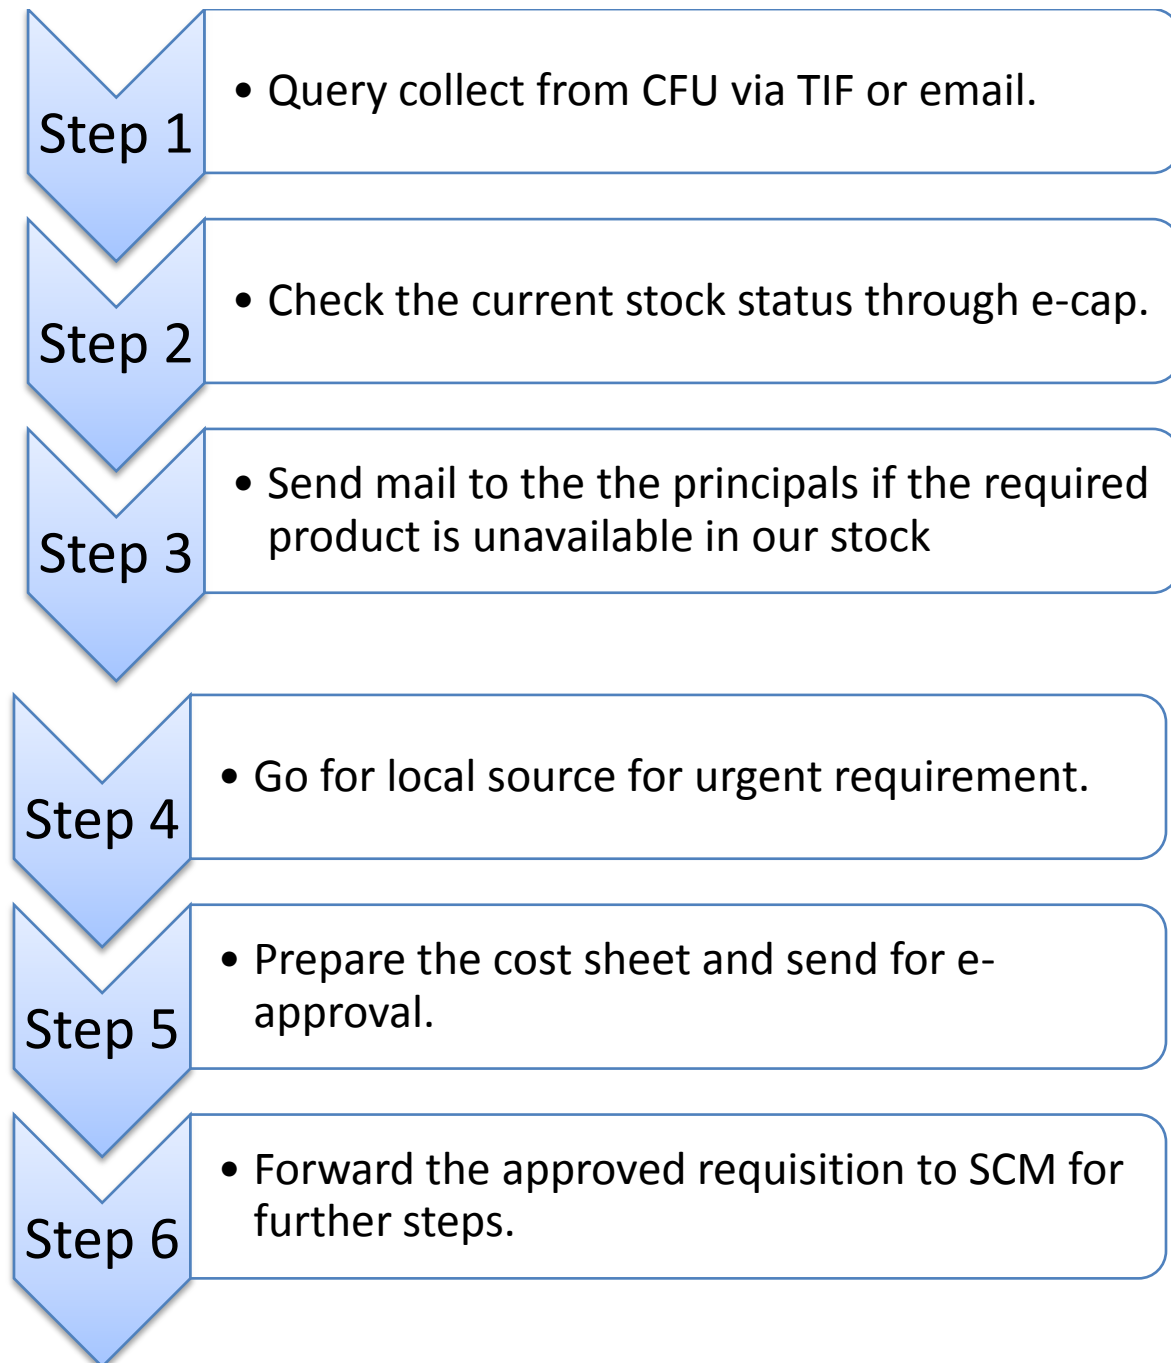 Step 1
• Query collect from CFU via TIF or email.
Step 2
• Check the current stock status through e-cap.
Step 3
• Send mail to the the principals if the required
product is unavailable in our stock
Step 4
• Go for local source for urgent requirement.
Step 5
• Prepare the cost sheet and send for e-
approval.
Step 6
• Forward the approved requisition to SCM for
further steps.